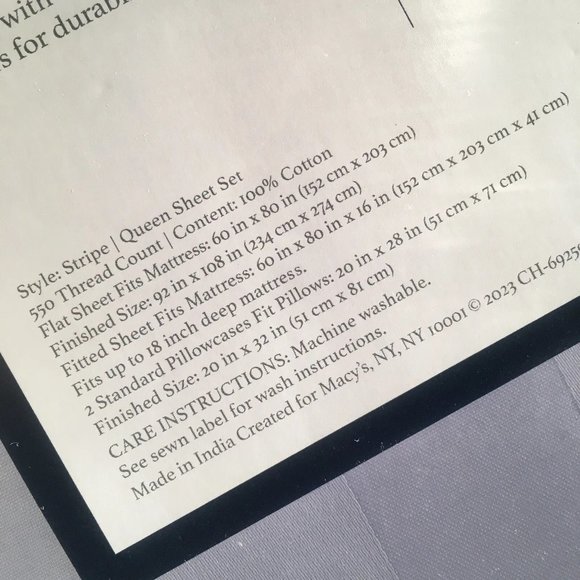 with
s for durabi
Style: Stripe | Queen Sheet Set
550 Thread Count | Content: 100% Cotton
Flat Sheet Fits Mattress: 60 in x 80 in (152 cm x 203 cm)
Finished Size: 92 in x 108 in (234 cm x 274 cm)
Fitted Sheet Fits Mattress: 60 in x 80 in x 16 in (152 cm x 203 cm x 41 cm)
Fits up to 18 inch deep mattress.
2 Standard Pillowcases Fit Pillows: 20 in x 28 in (51 cm x 71 cm)
Finished Size: 20 in x 32 in (51 cm x 81 cm)
CARE INSTRUCTIONS: Machine washable.
See sewn label for wash instructions.
Made in India Created for Macy's, NY, NY 10001 © 2023 CH-6925